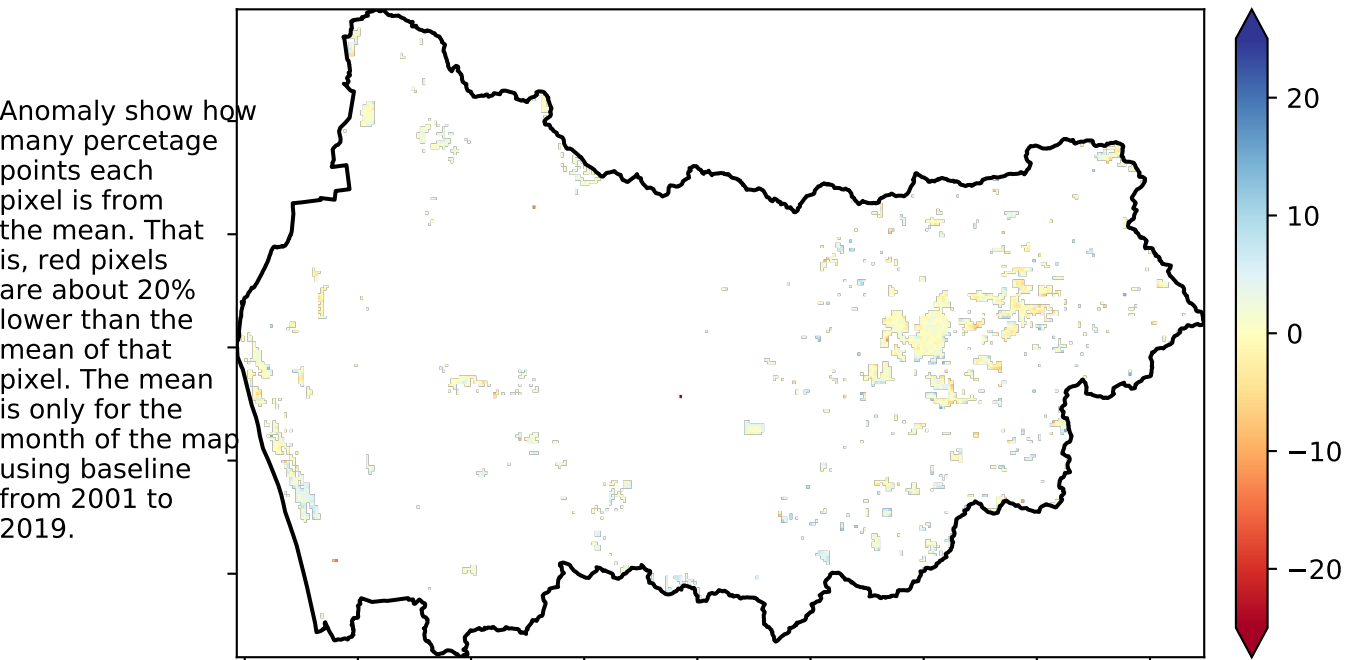 Anomaly show how
many percetage
points each
pixel is from
the mean. That
is, red pixels
are about 20%
lower than the
mean of that
pixel. The mean
is only for the
month of the map
using baseline
from 2001 to
2019.
20
10
0
−10
−20